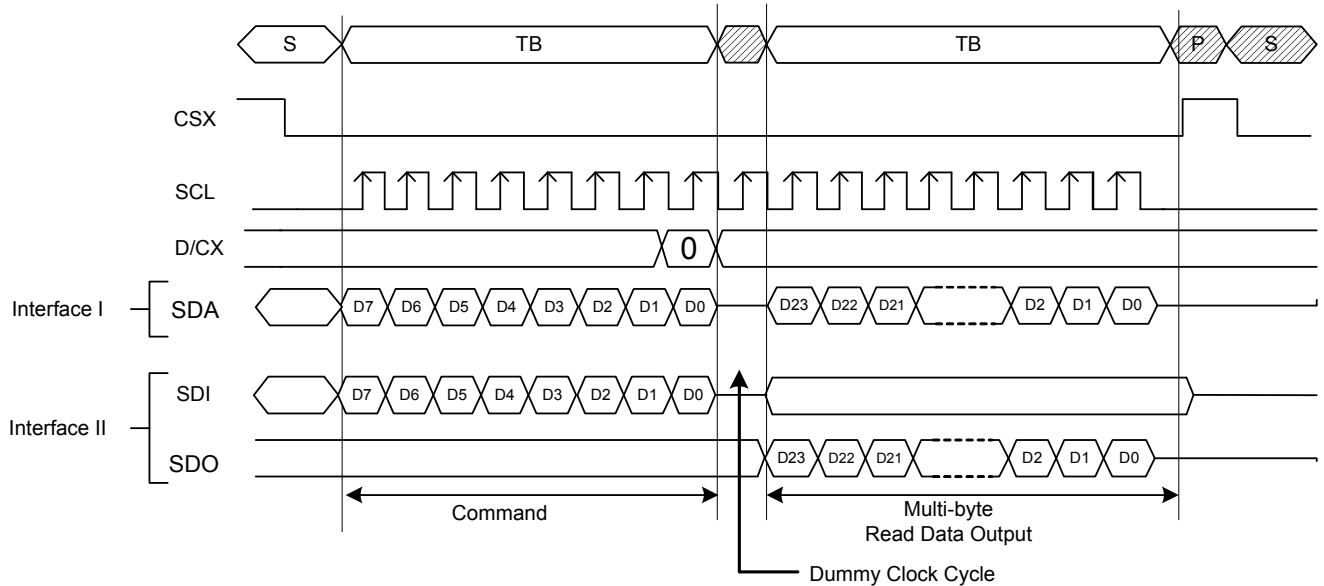 S TB TB P S
CSX
SCL
D/CX 0
Interface I SDA D7 D6 D5 D4 D3 D2 D1 D0 D23 D22 D21 D2 D1 D0
SDI D7 D6 D5 D4 D3 D2 D1 D0
Interface II
SDO D23 D22 D21 D2 D1 D0
Command Multi-byte
Read Data Output
Dummy Clock Cycle